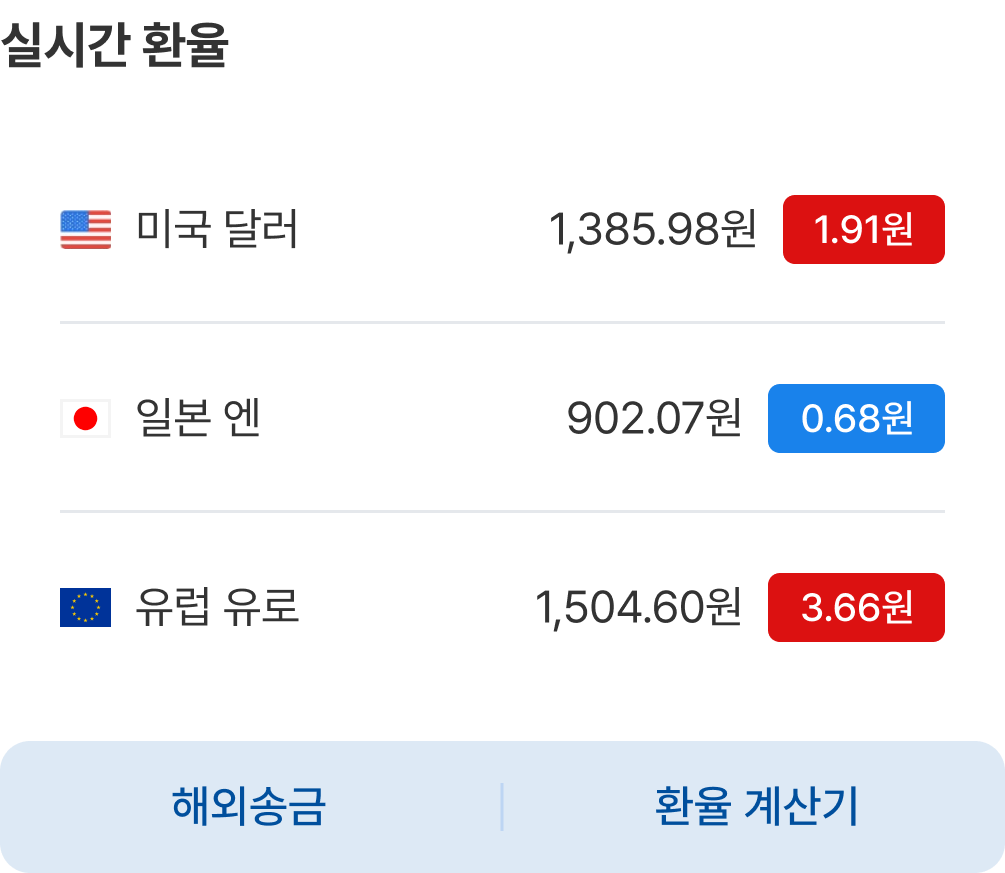 실시간 환율
미국 달러 1,385.98원 1.91원
일본 엔 902.07원 0.68원
유럽 유로 1,504.60원 3.66원
해외송금 환율 계산기